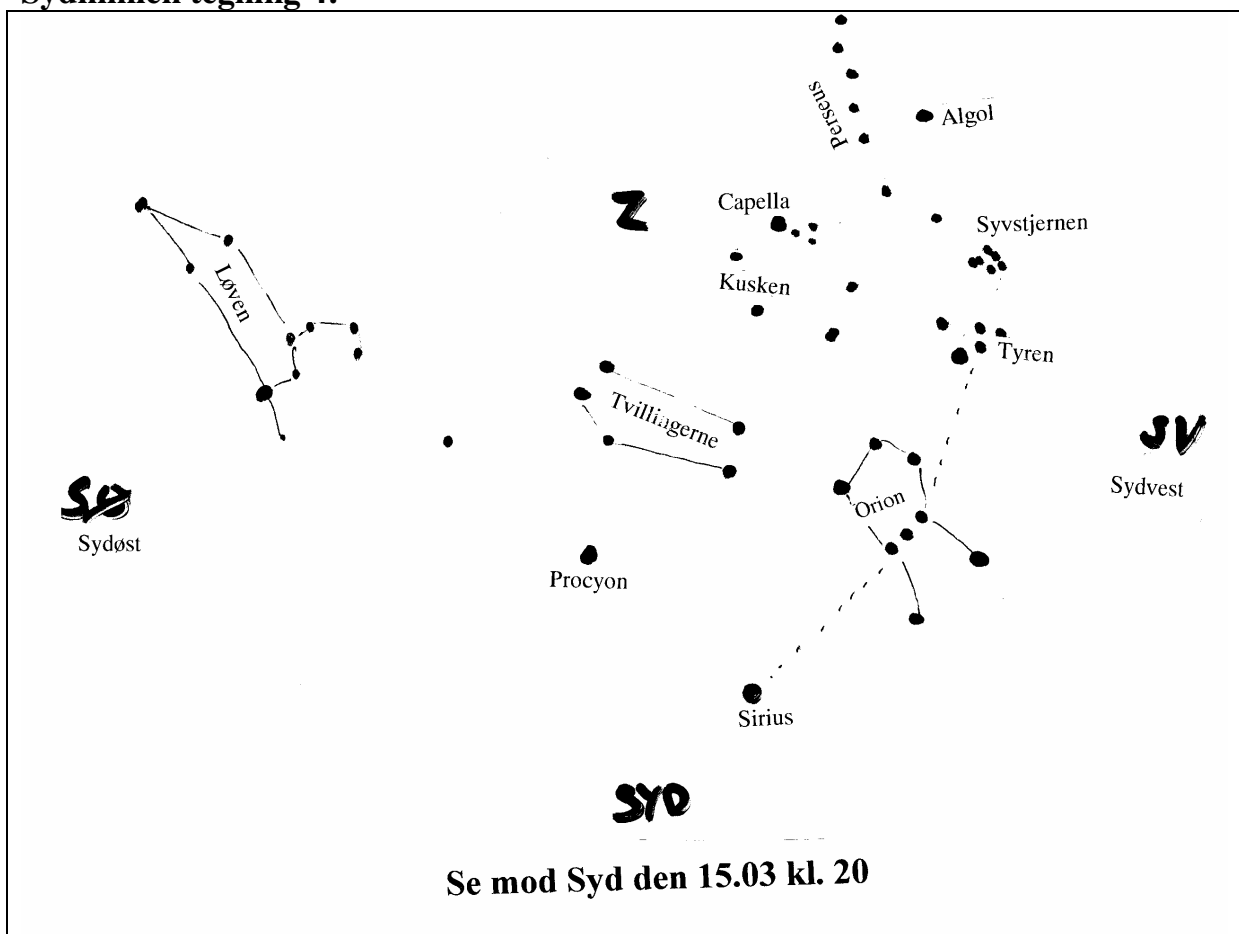 Perseus
Algol
Z
Capella
Syvstjernen
Løven
Kusken
Tyren
Tvillingerne
SV
Sydvest
SØ
Sydøst
Orion
Procyon
Sirius
SYD
Se mod Syd den 15.03 kl. 20